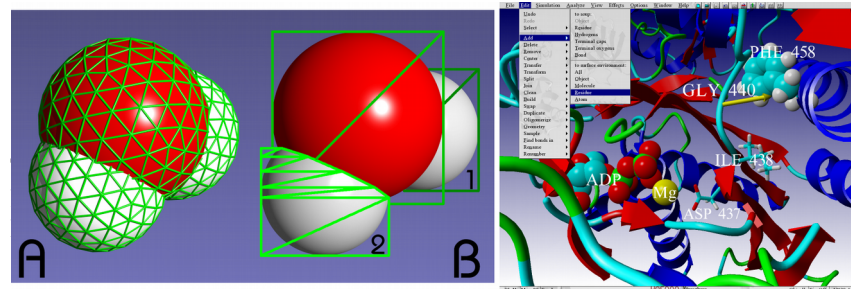 A
B
1
2
File Edit Simulation Analyze View Effects Options Window Help
Undo
Redo
Select
Add
Delete
Remove
Center
Transfer
Transform
Split
Join
Clean
Build
Swap
Duplicate
Oligomerize
Geometry
Sample
Find bonds in
Rename
Renumber
to soup:
Object
Residue
Hydrogens
Terminal caps
Terminal oxygens
Bond
to surface environment:
All
Object
Molecule
Residue
Atom
PHE 458
GLY 440
ILE 438
ADP
Mg
ASP 437